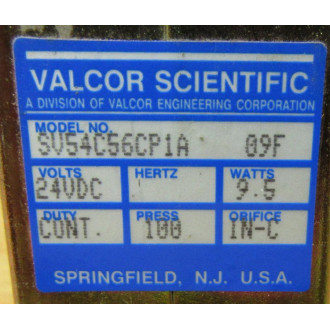 VALCOR SCIENTIFIC
A DIVISION OF VALCOR ENGINEERING CORPORATION
MODEL NO.
SV54C56CP1A 09F
VOLTS HERTZ WATTS
24VDC 9.5
DUTY PRESS ORIFICE
CONT. 100 IN-C
SPRINGFIELD, N.J. U.S.A.